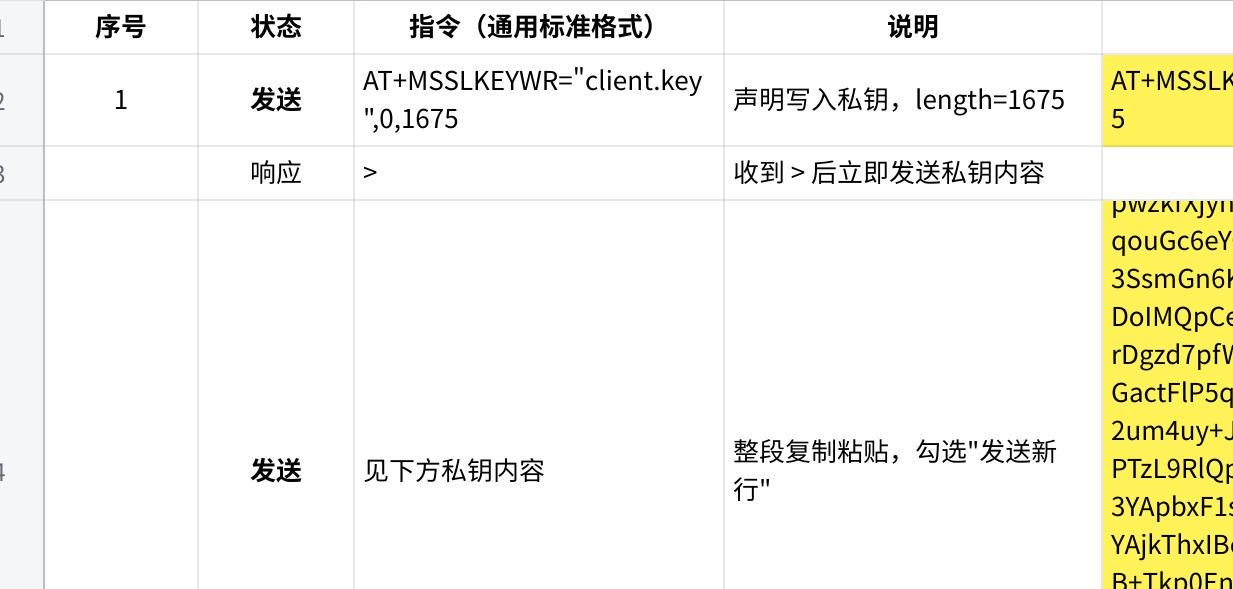 序号 状态 指令（通用标准格式） 说明
1 发送 AT+MSSLKEYWR="client.key
",0,1675 声明写入私钥，length=1675 AT+MSSLK
5
响应 > 收到 > 后立即发送私钥内容
qouGc6eY
3SsmGn6K
DoIMQpCe
rDgzd7pfW
GactFlP5q
2um4uy+J
PTzL9RlQp
3YApbxF1s
YAjkThxIB
B+Tkp0En
发送 见下方私钥内容 整段复制粘贴，勾选"发送新
行"